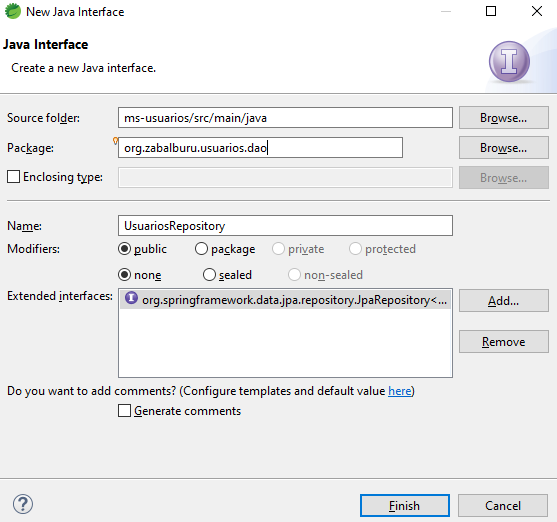 New Java Interface
Java Interface
Create a new Java interface.
I
Source folder: ms-usuarios/src/main/java Browse...
Package: org.zabalburu.usuarios.dao Browse...
Enclosing type: Browse...
Name: UsuariosRepository
Modifiers: public package private protected
none sealed non-sealed
Extended interfaces: I org.springframework.data.jpa.repository.JpaRepository<... Add...
Remove
Do you want to add comments? (Configure templates and default value here)
Generate comments
? Finish Cancel